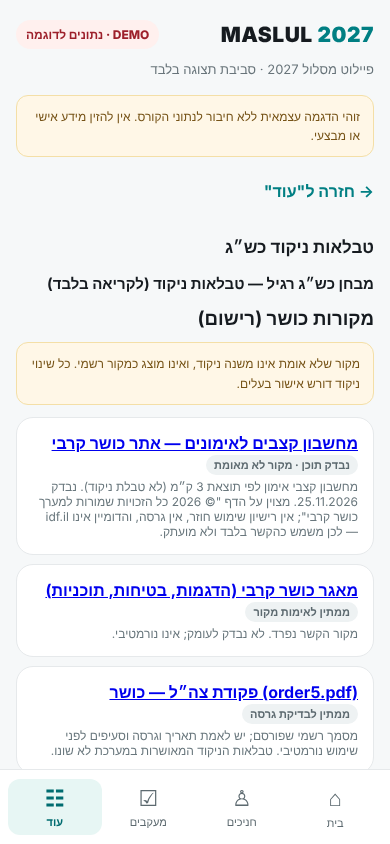 MASLUL 2027
DEMO · נתונים לדוגמה
פיילוט מסלול 2027 · סביבת תצוגה בלבד
זוהי הדגמה עצמאית ללא חיבור לנתוני הקורס. אין להזין מידע אישי
או מבצעי.
→ חזרה ל"עוד"
טבלאות ניקוד כש״ג
מבחן כש״ג רגיל — טבלאות ניקוד (לקריאה בלבד)
מקורות כושר (רישום)
מקור שלא אומת אינו משנה ניקוד, ואינו מוצג כמקור רשמי. כל שינוי
ניקוד דורש אישור בעלים.
מחשבון קצבים לאימונים — אתר כושר קרבי
נבדק תוכן · מקור לא מאומת
מחשבון קצבי אימון לפי תוצאת 3 ק״מ (לא טבלת ניקוד). נבדק
25.11.2026. מצוין על הדף "© 2026 כל הזכויות שמורות למערך
כושר קרבי"; אין רישיון שימוש חוזר, אין גרסה, והדומיין אינו idf.il
— לכן משמש כהקשר בלבד ולא מועתק.
מאגר כושר קרבי (הדגמות, בטיחות, תוכניות)
ממתין לאימות מקור
מקור הקשר נפרד. לא נבדק לעומק; אינו נורמטיבי.
פקודת צה״ל — כושר (order5.pdf)
ממתין לבדיקת גרסה
מסמך רשמי שפורסם; יש לאמת תאריך וגרסה וסעיפים לפני
שימוש נורמטיבי. טבלאות הניקוד המאושרות במערכת לא שונו.
בית
חניכים
מעקבים
עוד